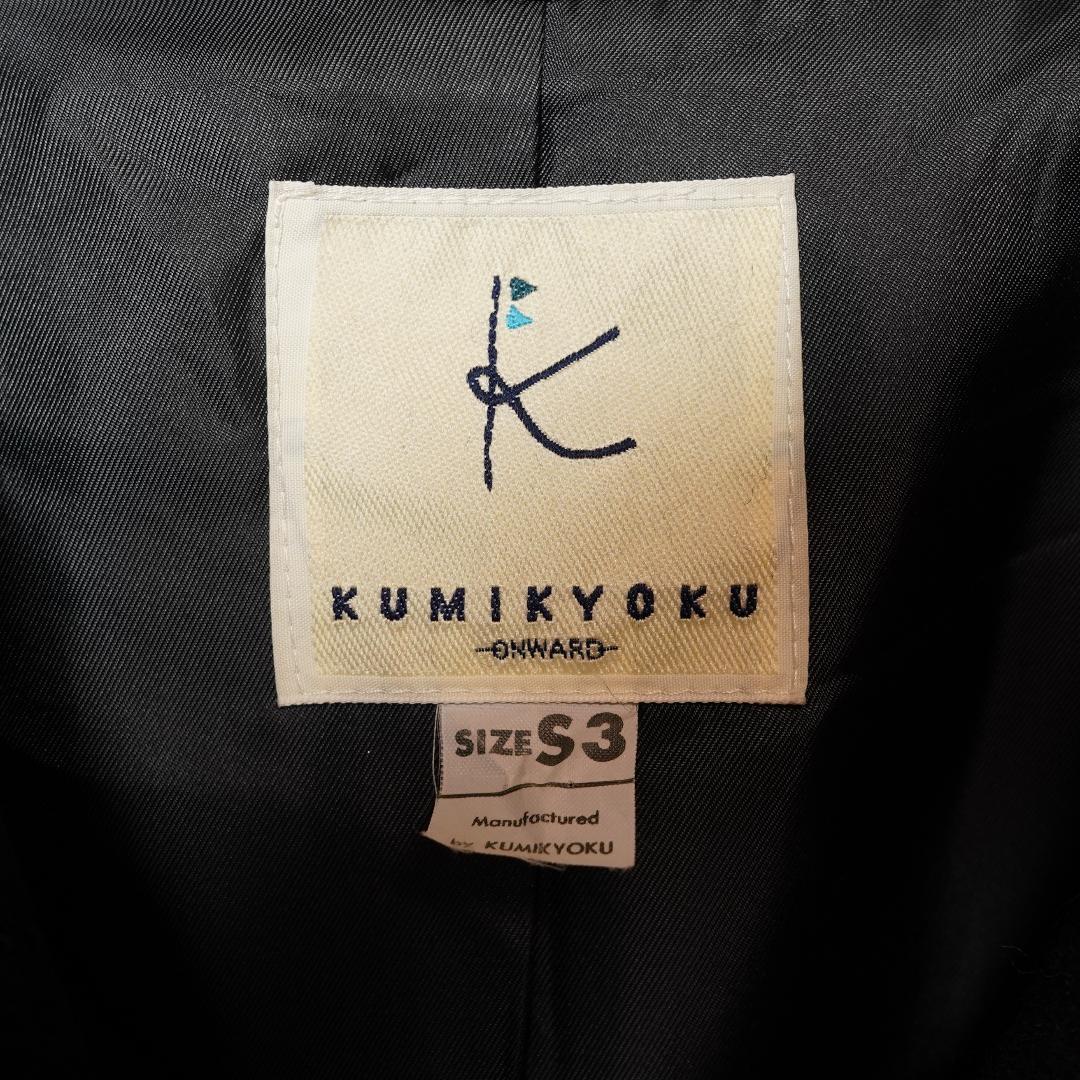 K
KUMIKYOKU
ONWARD
SIZE S3
Manufactured
by KUMIKYOKU